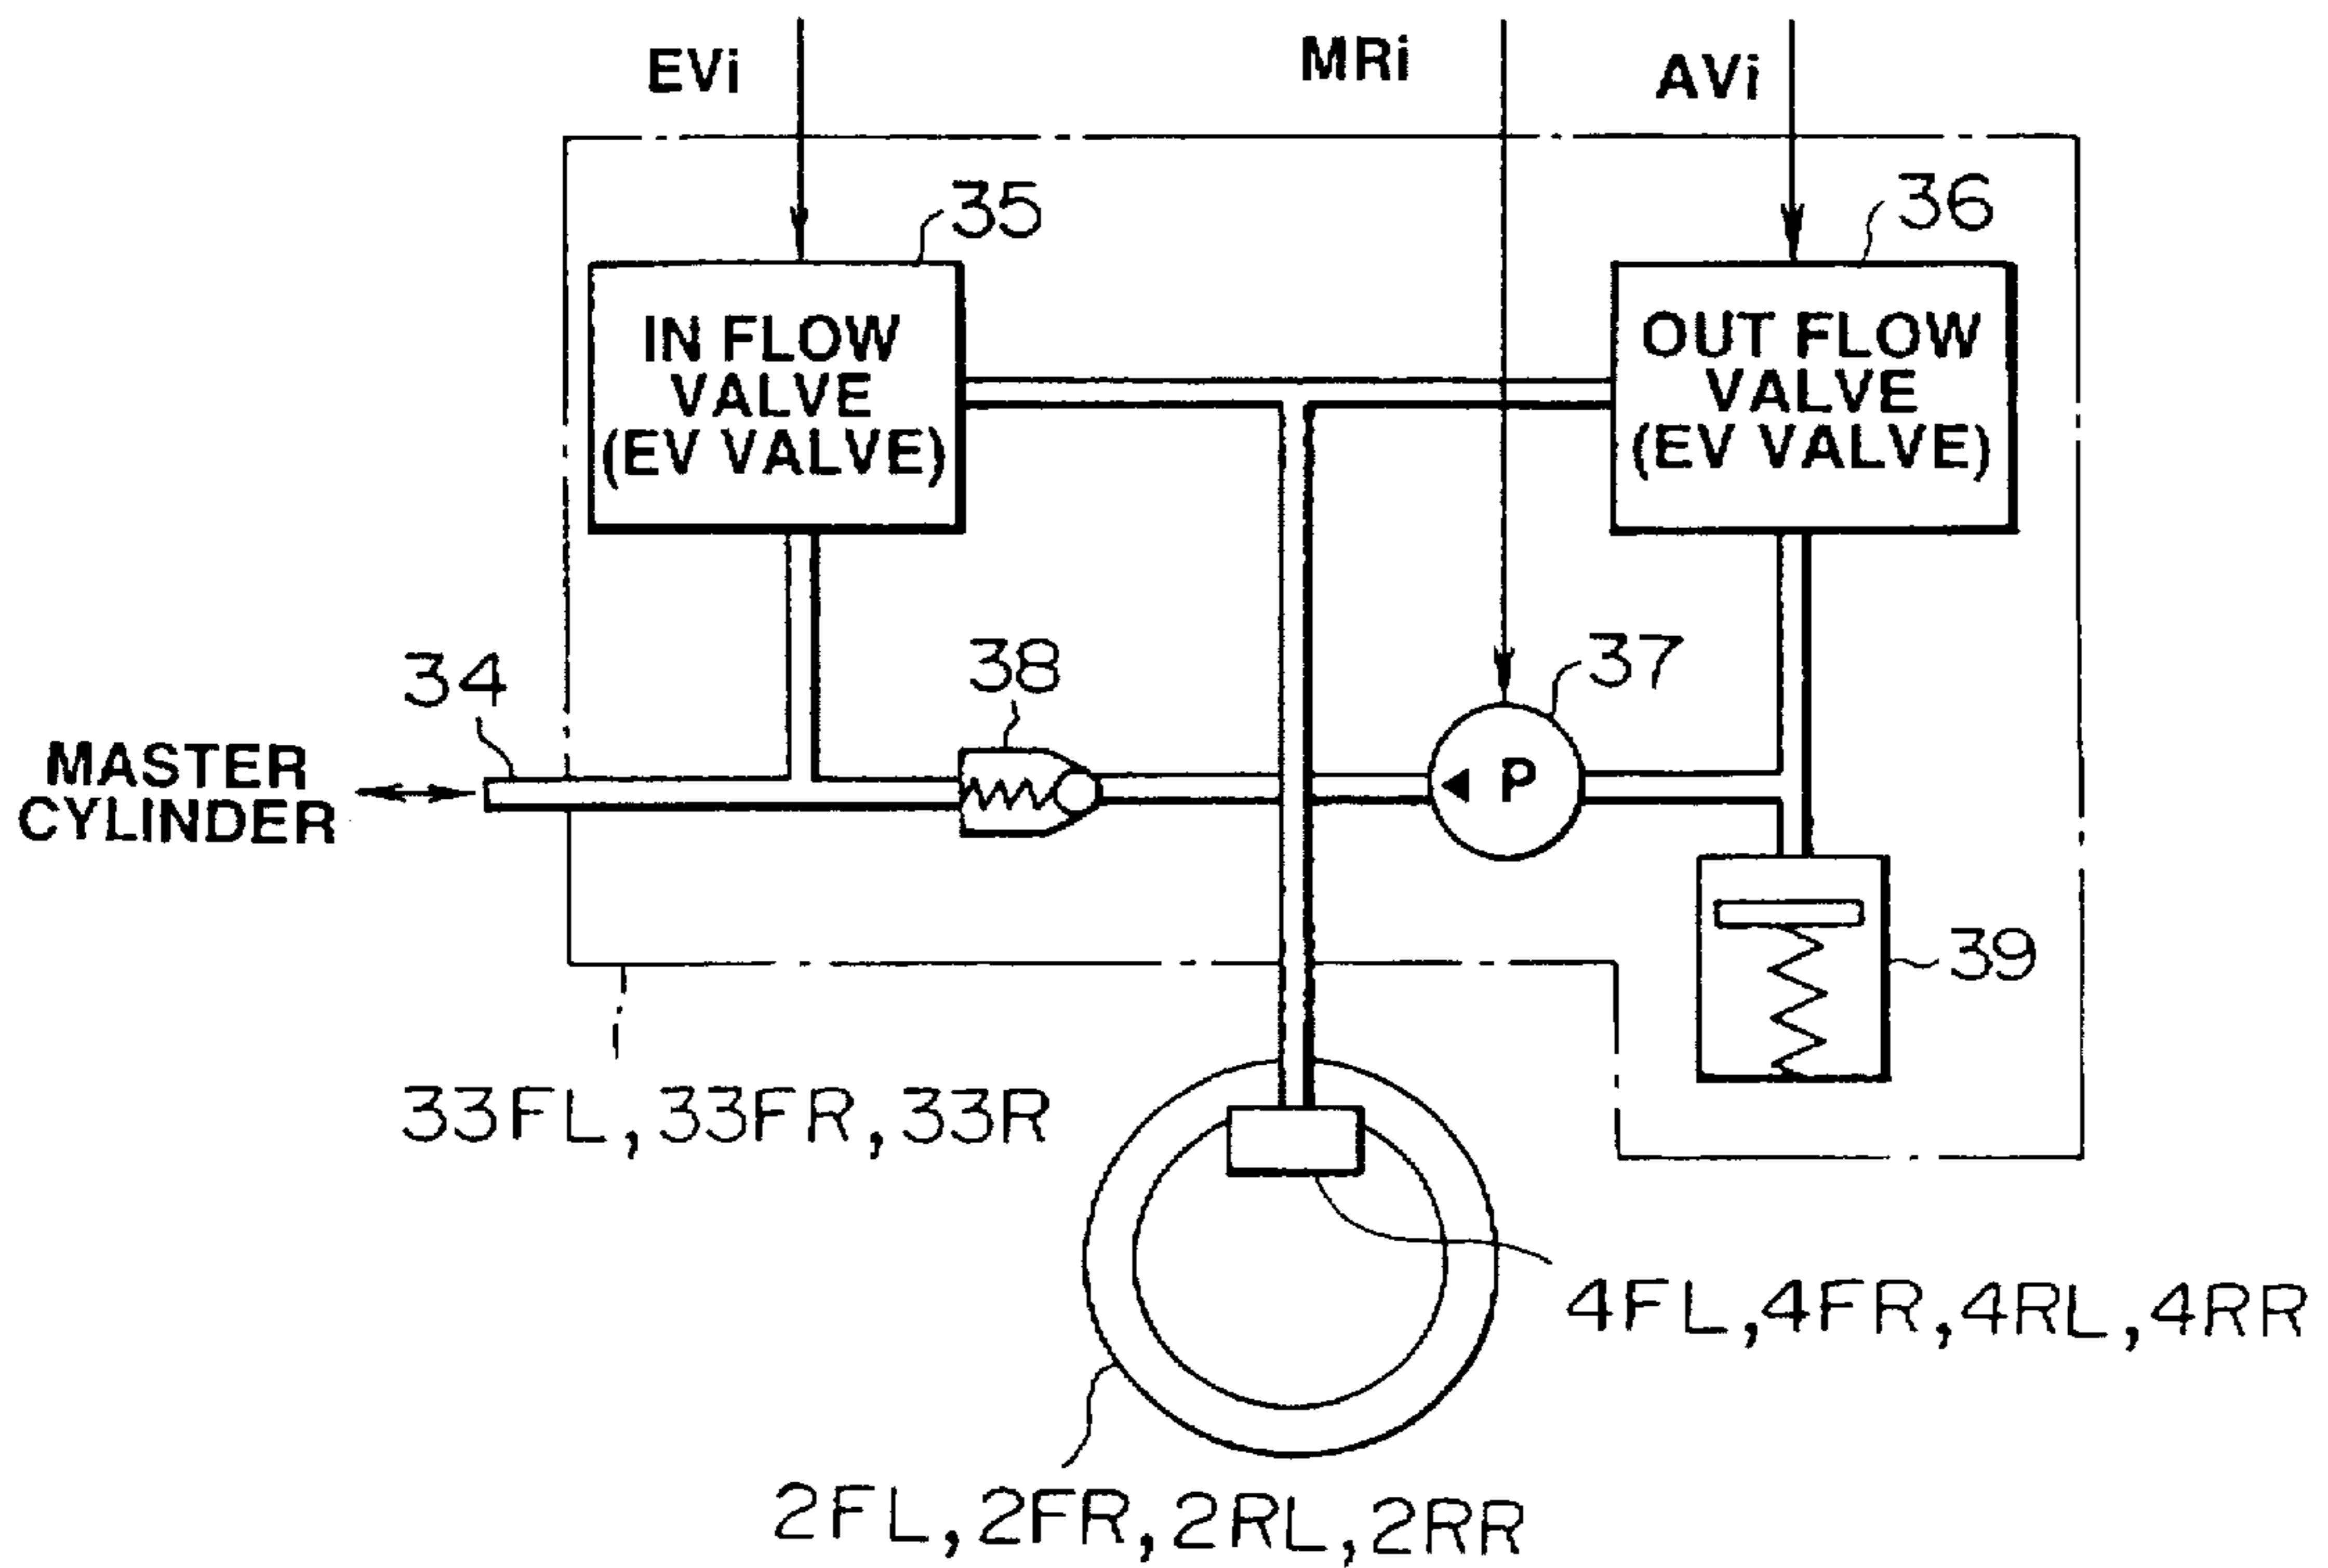 EVi
MRi
AVi
35
36
IN FLOW
VALVE
(EV VALVE)
OUT FLOW
VALVE
(EV VALVE)
34
38
37
MASTER
CYLINDER
P
39
33FL,33FR,33R
4FL,4FR,4RL,4RR
2FL,2FR,2RL,2RR